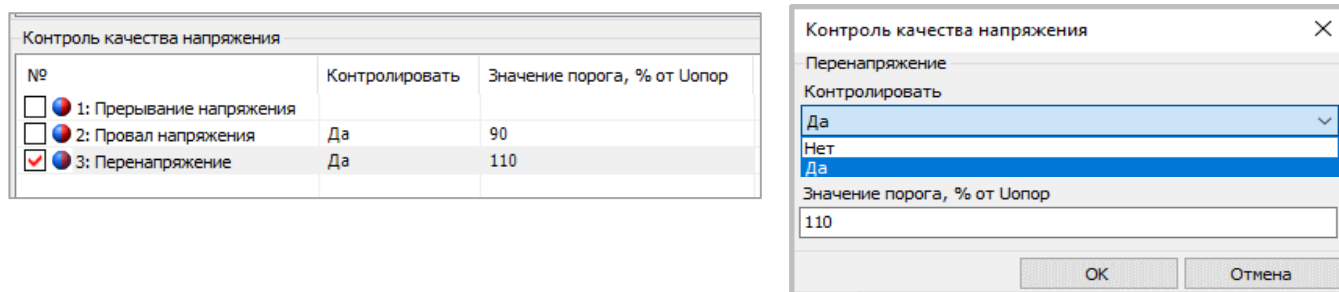 Контроль качества напряжения
№ Контролировать Значение порога, % от Uопор
1: Прерывание напряжения
2: Провал напряжения Да 90
3: Перенапряжение Да 110
Контроль качества напряжения
Перенапряжение
Контролировать
Да
Нет
Да
Значение порога, % от Uопор
110
ОК Отмена